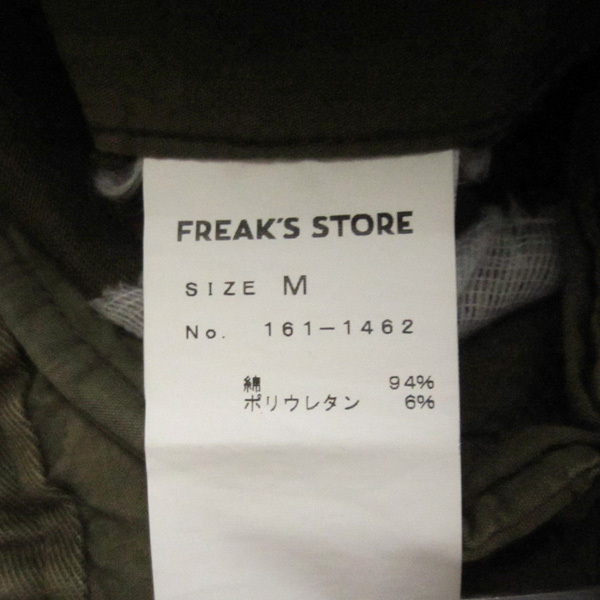 FREAK'S STORE
SIZE M
No. 161-1462
綿 94%
ポリウレタン 6%